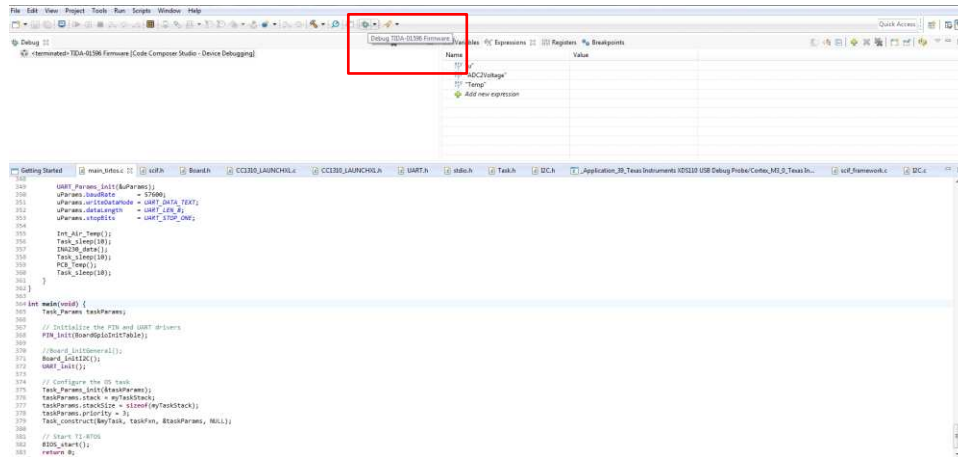 File Edit View Project Tools Run Scripts Window Help
Quick Access
Debug
Debug TIDA-01596 Firmware
Variables Expressions Registers Breakpoints
<terminated> TIDA-01596 Firmware [Code Composer Studio - Device Debugging]
Name Value
"ADC2Voltage"
"Temp"
Add new expression
Getting Started main_tirtos.c scif.h Board.h CC1310_LAUNCHXL.c CC1310_LAUNCHXL.h UART.h stdio.h Task.h I2C.h scif_framework.c I2C.c
348
349 UART_Params_init(&uParams);
350 uParams.baudRate = 57600;
351 uParams.writeDataMode = UART_DATA_TEXT;
352 uParams.dataLength = UART_LEN_8;
353 uParams.stopBits = UART_STOP_ONE;
354
355 Int_Air_Temp();
356 Task_sleep(10);
357 INA230_data();
358 Task_sleep(10);
359 PCB_Temp();
360 Task_sleep(10);
361 }
362 }
363
364 int main(void) {
365 Task_Params taskParams;
366
367 // Initialize the PIN and UART drivers
368 PIN_init(BoardGpioInitTable);
369
370 //Board_initGeneral();
371 Board_initI2C();
372 UART_init();
373
374 // Configure the OS task
375 Task_Params_init(&taskParams);
376 taskParams.stack = myTaskStack;
377 taskParams.stackSize = sizeof(myTaskStack);
378 taskParams.priority = 3;
379 Task_construct(&myTask, taskFxn, &taskParams, NULL);
380
381 // Start TI-RTOS
382 BIOS_start();
383 return 0;